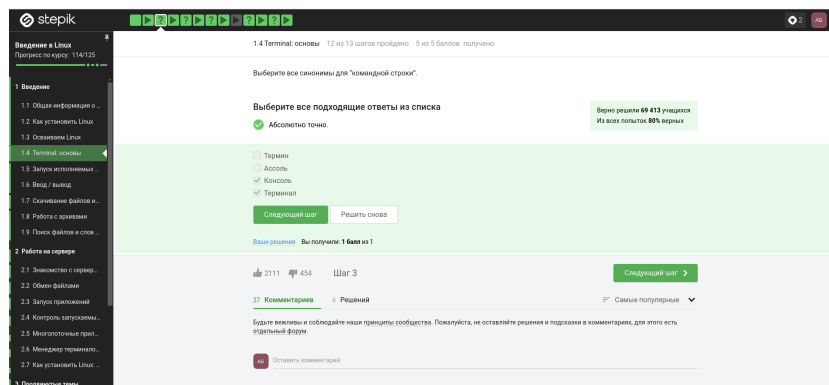 stepik
2
АБ
Введение в Linux
Прогресс по курсу: 114/125
1 Введение
1.1 Общая информация о ...
1.2 Как установить Linux
1.3 Осваиваем Linux
1.4 Terminal: основы
1.5 Запуск исполняемых ...
1.6 Ввод / вывод
1.7 Скачивание файлов и..
1.8 Работа с архивами
1.9 Поиск файлов и слов ...
2 Работа на сервере
2.1 Знакомство с сервер...
2.2 Обмен файлами
2.3 Запуск приложений
2.4 Контроль запускаемы...
2.5 Многопоточные прил...
2.6 Менеджер терминало...
2.7 Как установить Linux ...
3 Продвинутые темы
1.4 Terminal: основы 12 из 13 шагов пройдено 5 из 5 баллов получено
Выберите все синонимы для "командной строки".
Выберите все подходящие ответы из списка
Абсолютно точно.
Верно решили 69 413 учащихся
Из всех попыток 80% верных
Термин
Ассоль
Консоль
Терминал
Следующий шаг Решить снова
Ваши решения Вы получили: 1 балл из 1
2111 454 Шаг 3 Следующий шаг
27 Комментариев 6 Решений Самые популярные
Будьте вежливы и соблюдайте наши принципы сообщества. Пожалуйста, не оставляйте решения и подсказки в комментариях, для этого есть
отдельный форум.
АБ Оставить комментарий